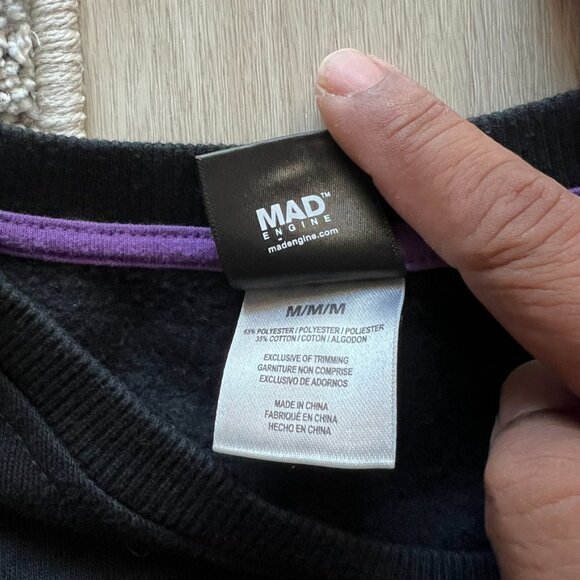 MAD™
ENGINE
madengine.com
M/M/M
65% POLYESTER / POLYESTER / POLIESTER
35% COTTON / COTON / ALGODON
EXCLUSIVE OF TRIMMING
GARNITURE NON COMPRISE
EXCLUSIVO DE ADORNOS
MADE IN CHINA
FABRIQUÉ EN CHINE
HECHO EN CHINA